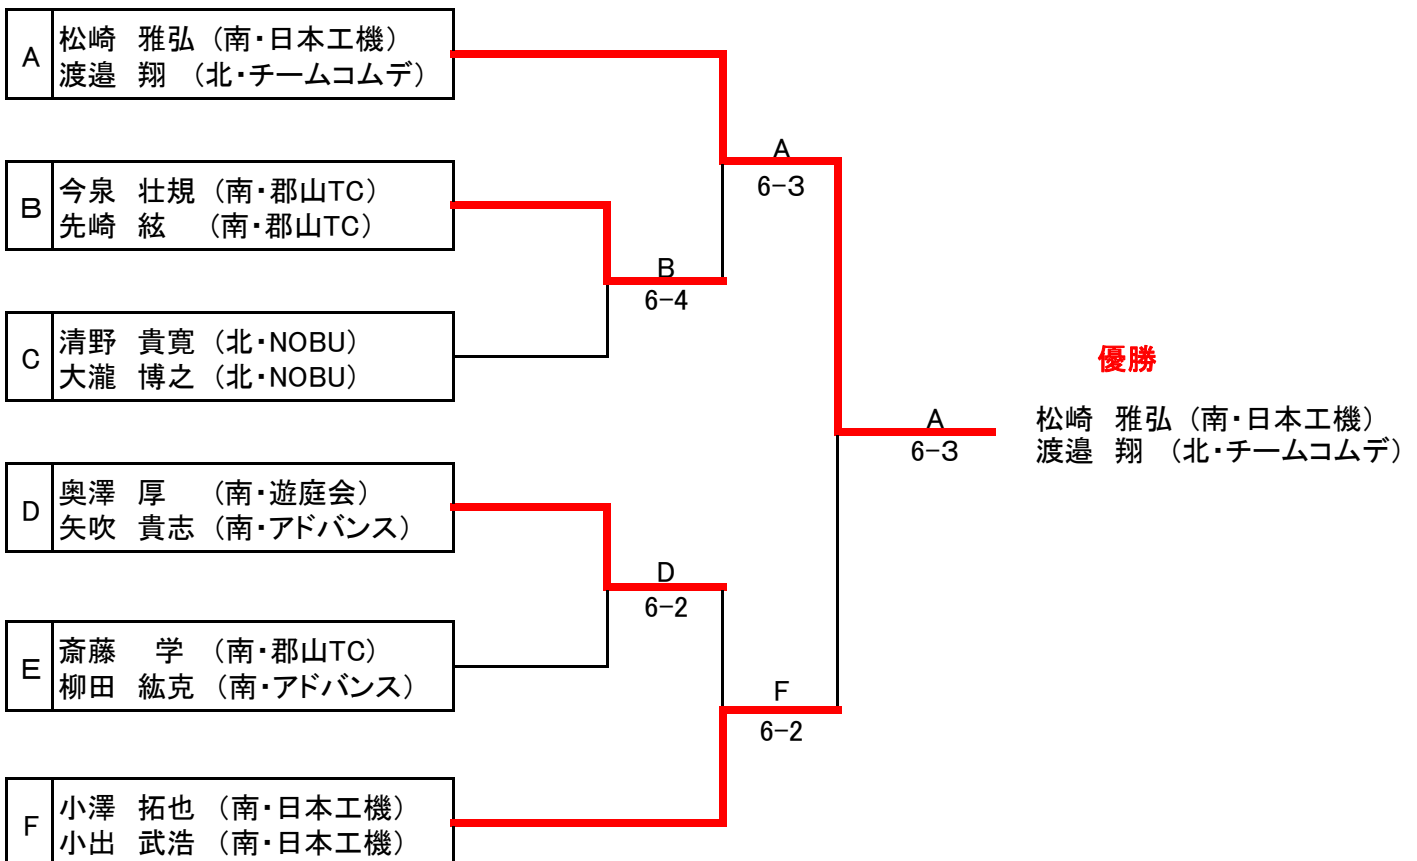 A
松崎 雅弘 (南・日本工機)
渡邉 翔 (北・チームコムデ)
A
6-3
B
今泉 壮規 (南・郡山TC)
先崎 絃 (南・郡山TC)
B
6-4
C
清野 貴寛 (北・NOBU)
大瀧 博之 (北・NOBU)
優勝
A
6-3
松崎 雅弘 (南・日本工機)
渡邉 翔 (北・チームコムデ)
D
奥澤 厚 (南・遊庭会)
矢吹 貴志 (南・アドバンス)
D
6-2
E
斎藤 学 (南・郡山TC)
柳田 紘克 (南・アドバンス)
F
6-2
F
小澤 拓也 (南・日本工機)
小出 武浩 (南・日本工機)